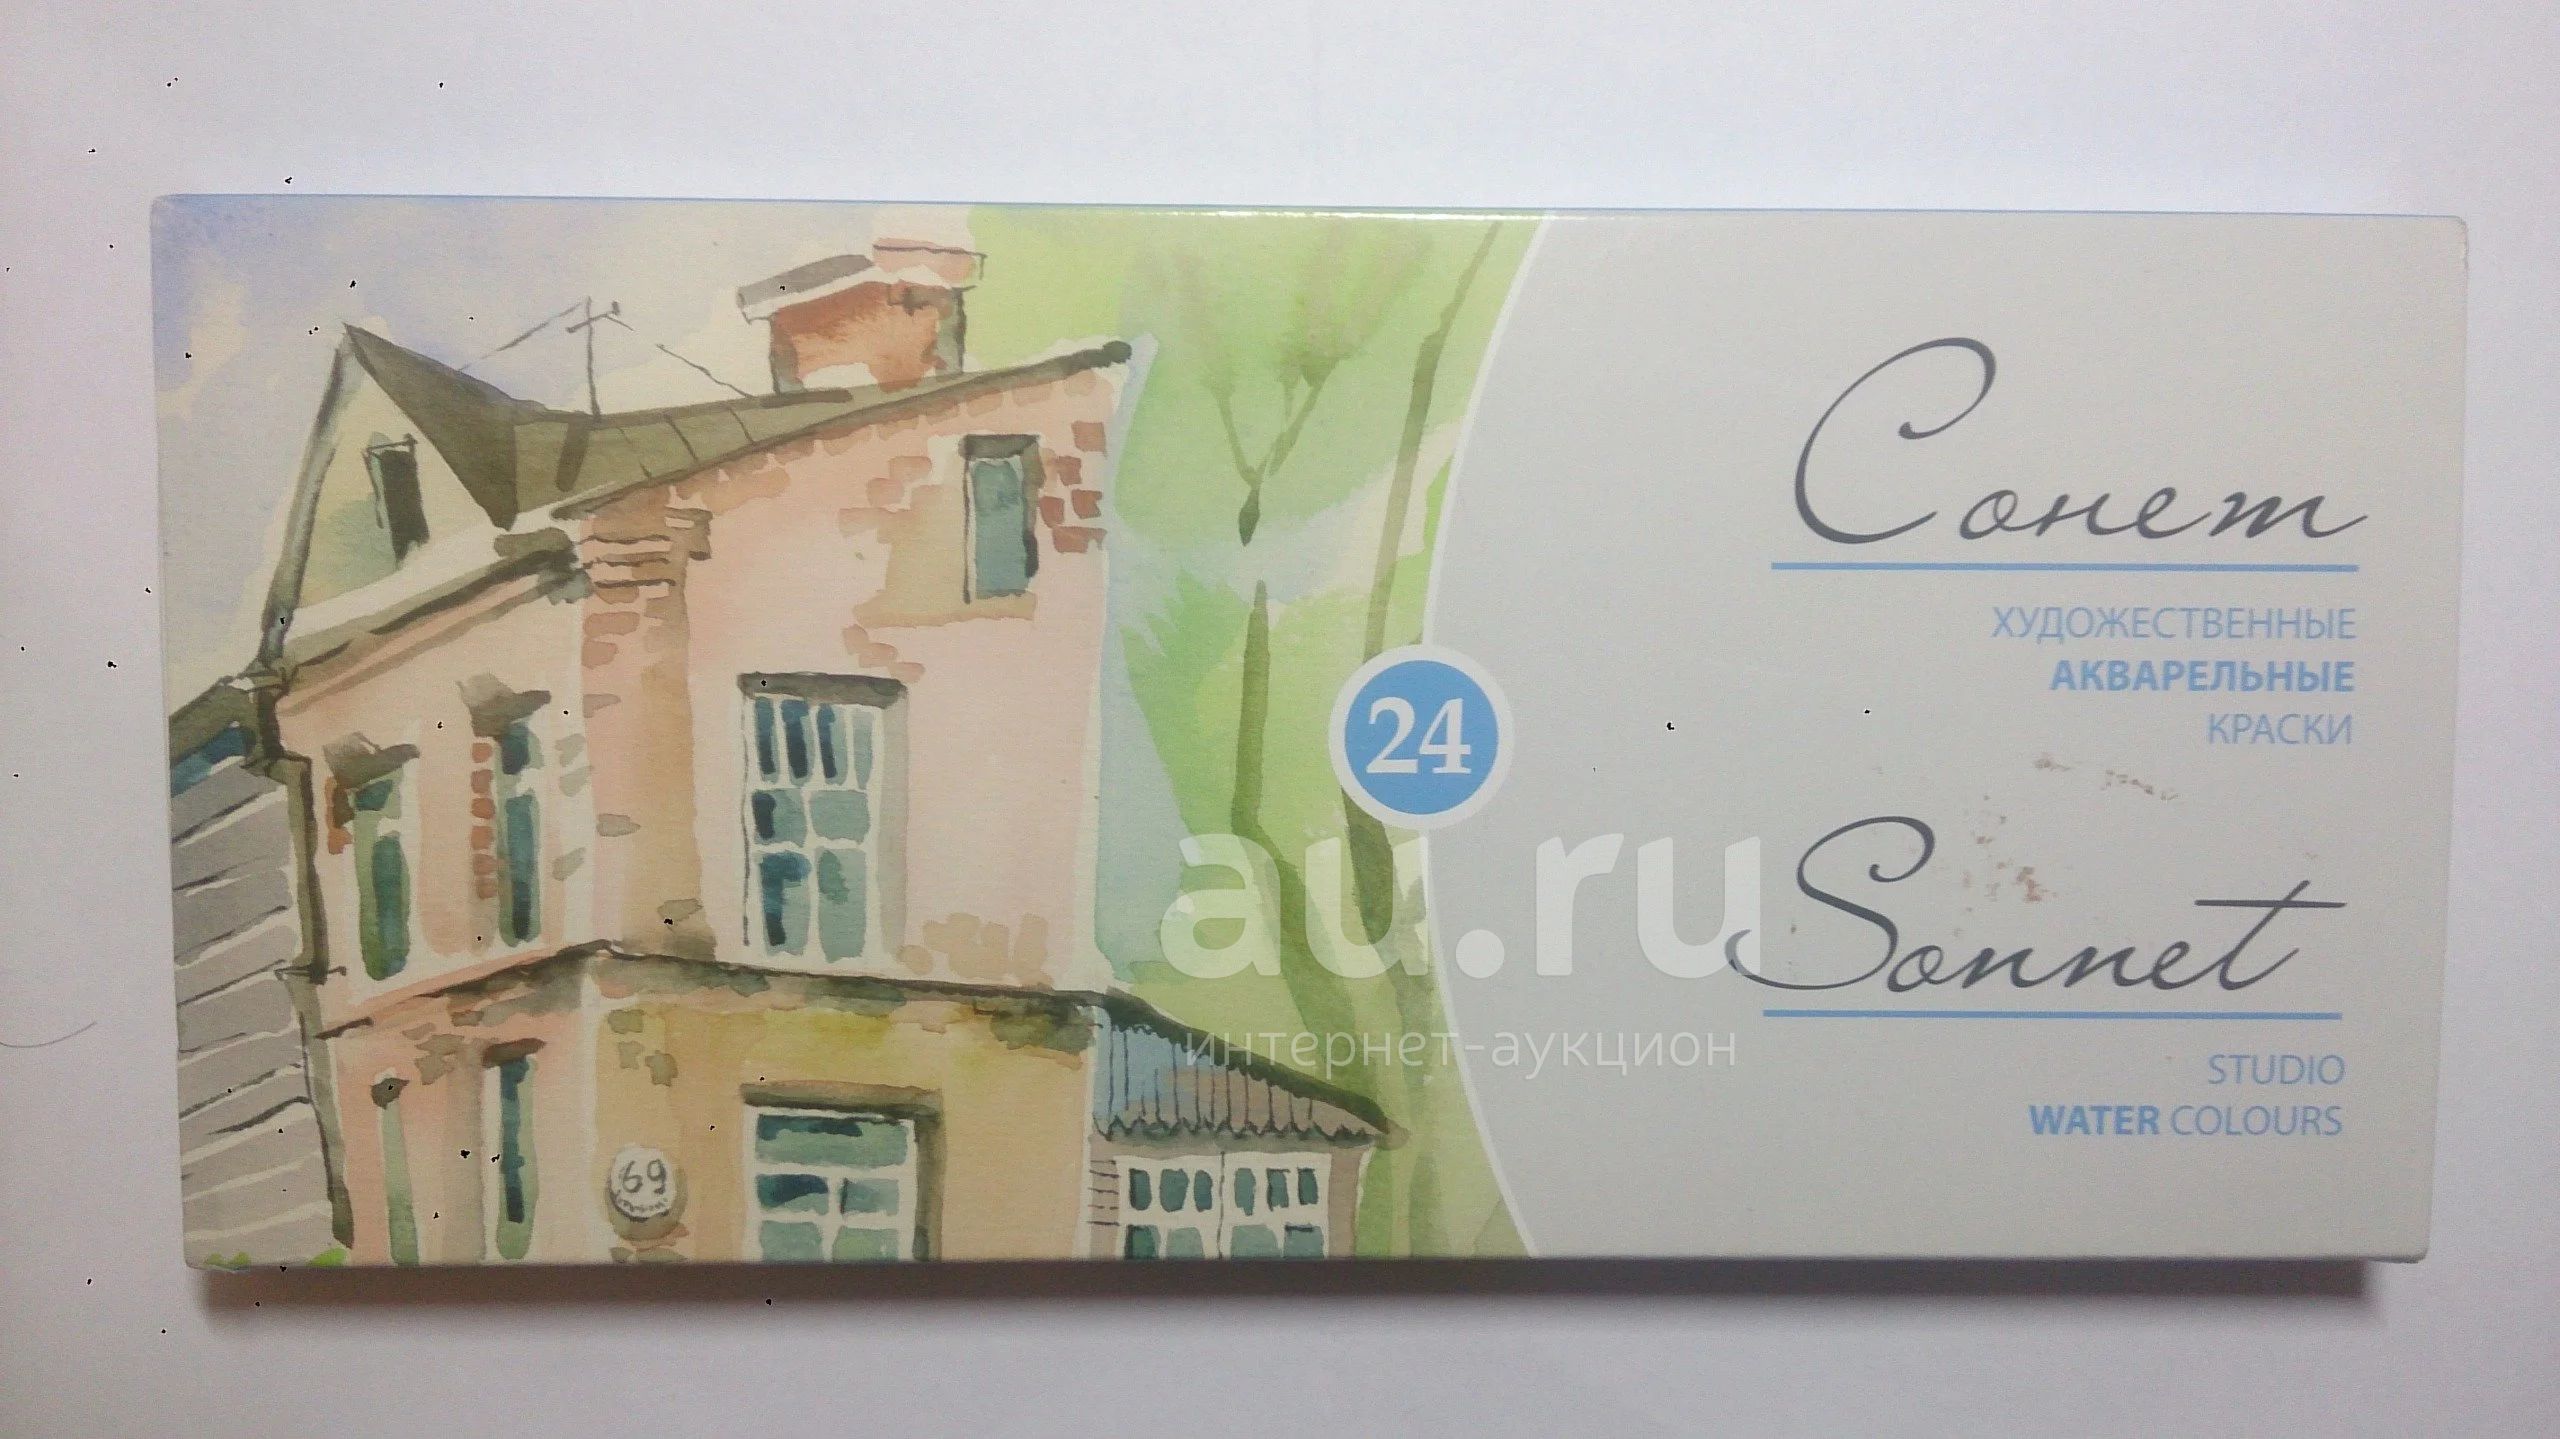 Сонет
ХУДОЖЕСТВЕННЫЕ
АКВАРЕЛЬНЫЕ
КРАСКИ
24
Sonnet
STUDIO
WATER COLOURS
69
au.ru
интернет-аукцион